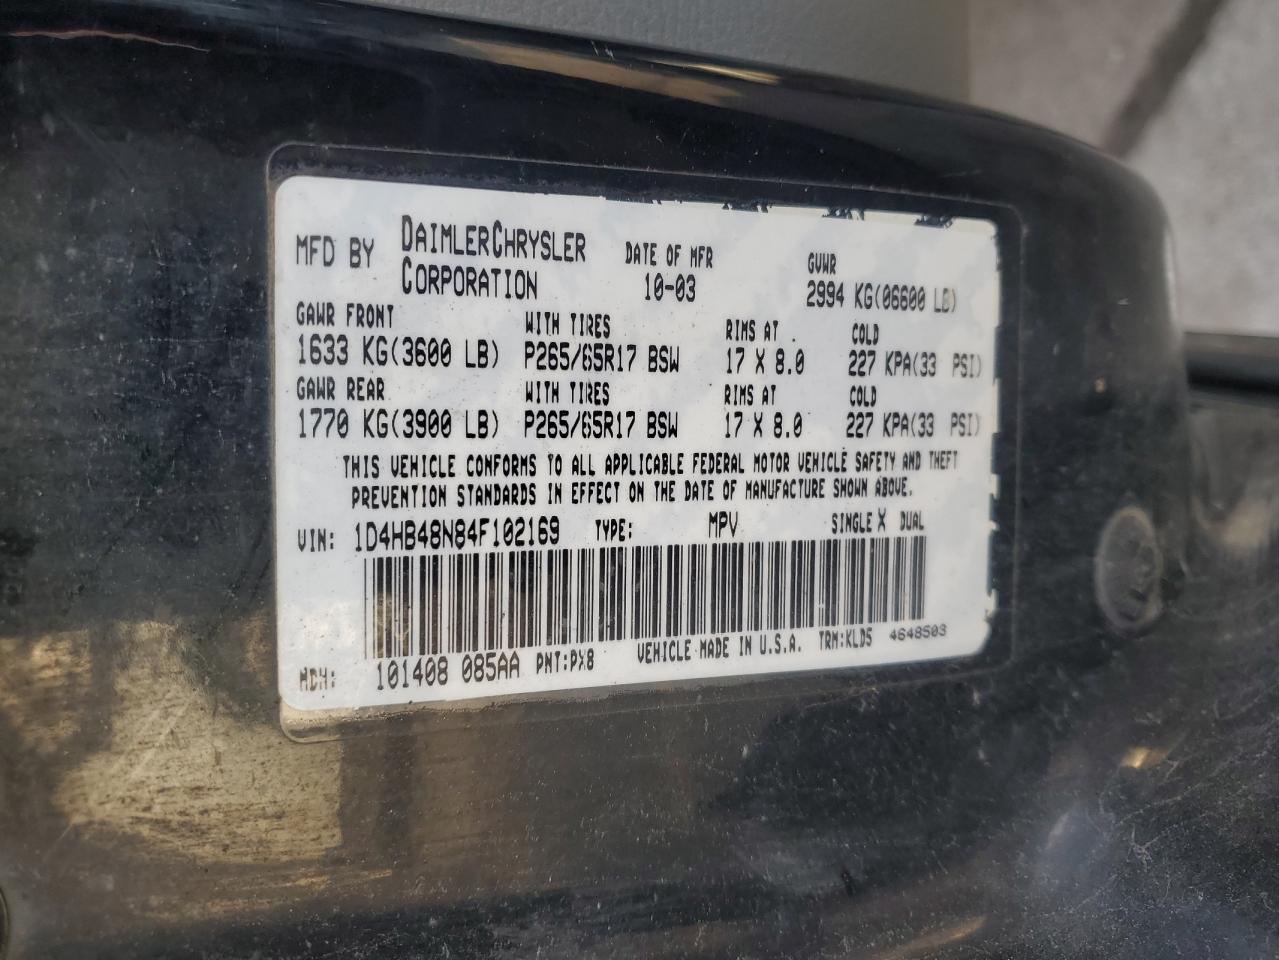 MFD BY DAIMLERCHRYSLER CORPORATION DATE OF MFR 10-03 GVWR 2994 KG(06600 LB)
GAWR FRONT WITH TIRES RIMS AT COLD
1633 KG(3600 LB) P265/65R17 BSW 17 X 8.0 227 KPA(33 PSI)
GAWR REAR WITH TIRES RIMS AT COLD
1770 KG(3900 LB) P265/65R17 BSW 17 X 8.0 227 KPA(33 PSI)
THIS VEHICLE CONFORMS TO ALL APPLICABLE FEDERAL MOTOR VEHICLE SAFETY AND THEFT
PREVENTION STANDARDS IN EFFECT ON THE DATE OF MANUFACTURE SHOWN ABOVE.
VIN: 1D4HB48N84F102169 TYPE: MPV SINGLE X DUAL
MDH: 101408 085AA PNT:PX8 VEHICLE MADE IN U.S.A. TRM:KLD5 4648503